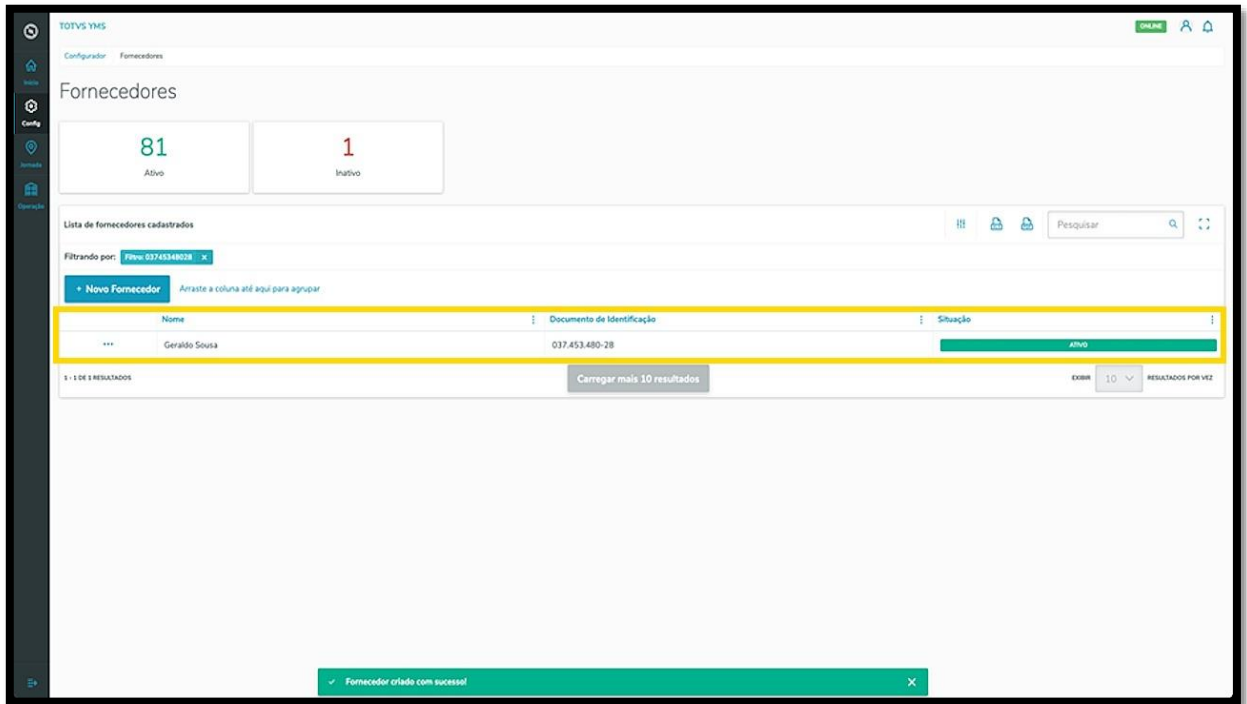 TOTVS YMS
ONLINE
Configurador Fornecedores
Início
Config
Jornada
Operação
Fornecedores
81
Ativo
1
Inativo
Lista de fornecedores cadastrados
Pesquisar
Filtrando por: Filtro: 03745348028 x
+ Novo Fornecedor Arraste a coluna até aqui para agrupar
Nome Documento de Identificação Situação
Geraldo Sousa 037.453.480-28 ATIVO
1 - 1 DE 1 RESULTADOS Carregar mais 10 resultados EXIBIR 10 RESULTADOS POR VEZ
Fornecedor criado com sucesso!